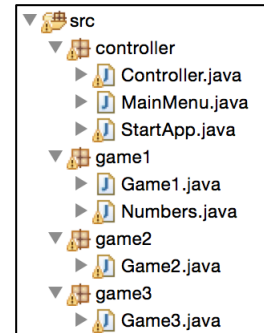 src
controller
Controller.java
MainMenu.java
StartApp.java
game1
Game1.java
Numbers.java
game2
Game2.java
game3
Game3.java